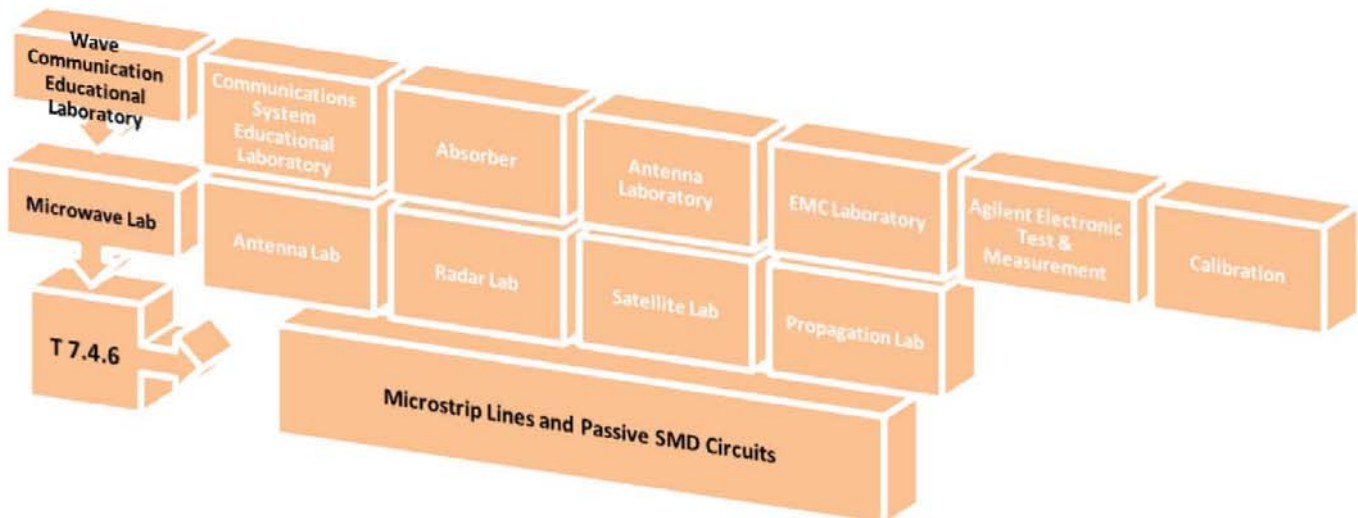 Wave
Communication
Educational
Laboratory
Communications
System
Educational
Laboratory
Absorber
Antenna
Laboratory
EMC Laboratory
Agilent Electronic
Test &
Measurement
Calibration
Microwave Lab
Antenna Lab
Radar Lab
Satellite Lab
Propagation Lab
T 7.4.6
Microstrip Lines and Passive SMD Circuits